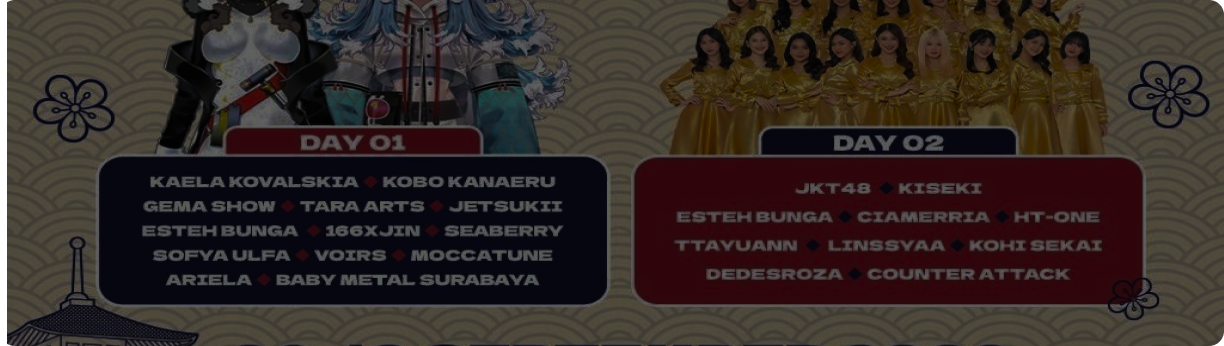 DAY 01
KAELA KOVALSKIA ◆ KOBO KANAERU
GEMA SHOW ◆ TARA ARTS ◆ JETSUKII
ESTEH BUNGA ◆ 166XJIN ◆ SEABERRY
SOFYA ULFA ◆ VOIRS ◆ MOCCATUNE
ARIELA ◆ BABY METAL SURABAYA
DAY 02
JKT48 ◆ KISEKI
ESTEH BUNGA ◆ CIAMERRIA ◆ HT-ONE
TTAYUANN ◆ LINSSYAA ◆ KOHI SEKAI
DEDESROZA ◆ COUNTER ATTACK